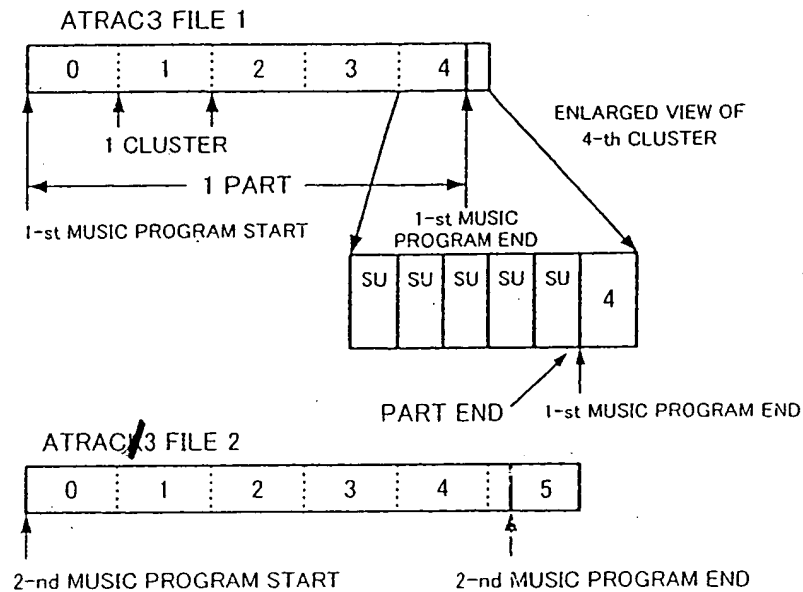 ATRAC3 FILE 1
0 1 2 3 4
1 CLUSTER
ENLARGED VIEW OF
4-th CLUSTER
1 PART
1-st MUSIC PROGRAM START
1-st MUSIC
PROGRAM END
SU SU SU SU SU 4
PART END
1-st MUSIC PROGRAM END
ATRAC3 FILE 2
0 1 2 3 4 5
2-nd MUSIC PROGRAM START
2-nd MUSIC PROGRAM END